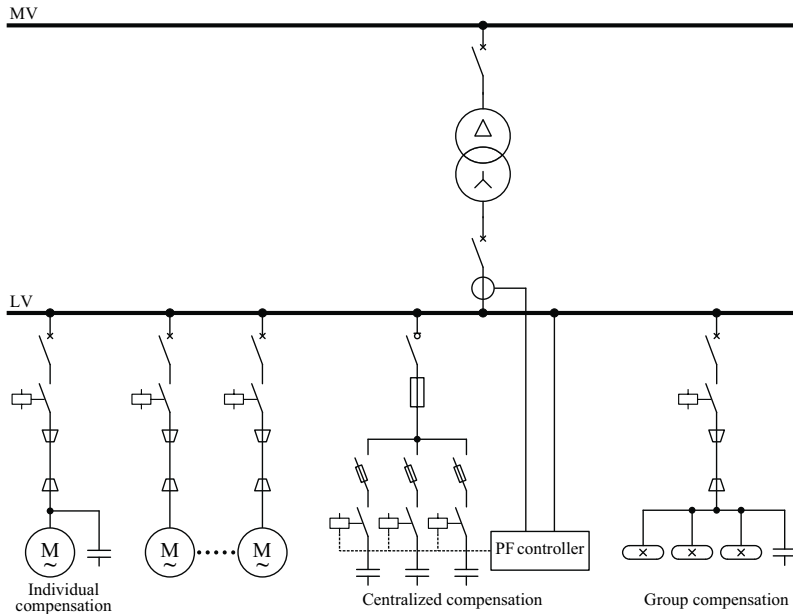 MV
LV
M
~
M
~
M
~
PF controller
Individual
compensation
Centralized compensation
Group compensation